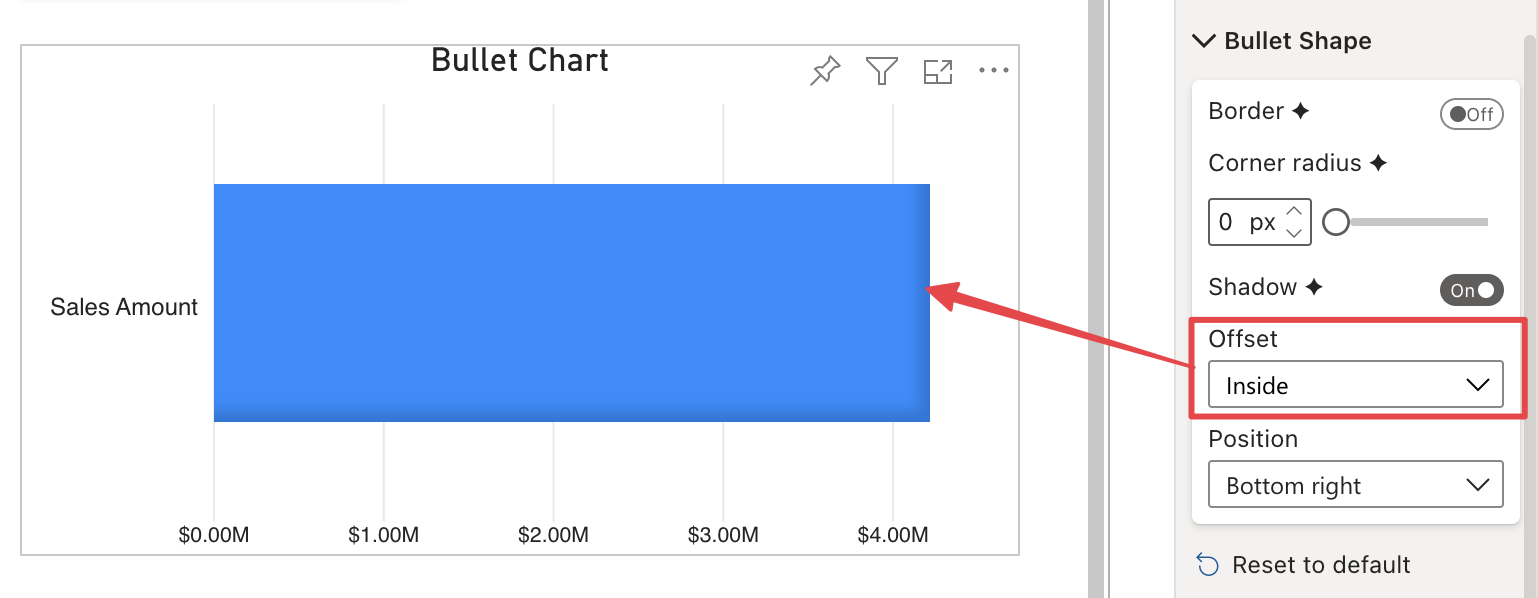 Bullet Chart
Sales Amount
$0.00M $1.00M $2.00M $3.00M $4.00M
Bullet Shape
Border
Off
Corner radius
0 px
Shadow
On
Offset
Inside
Position
Bottom right
Reset to default